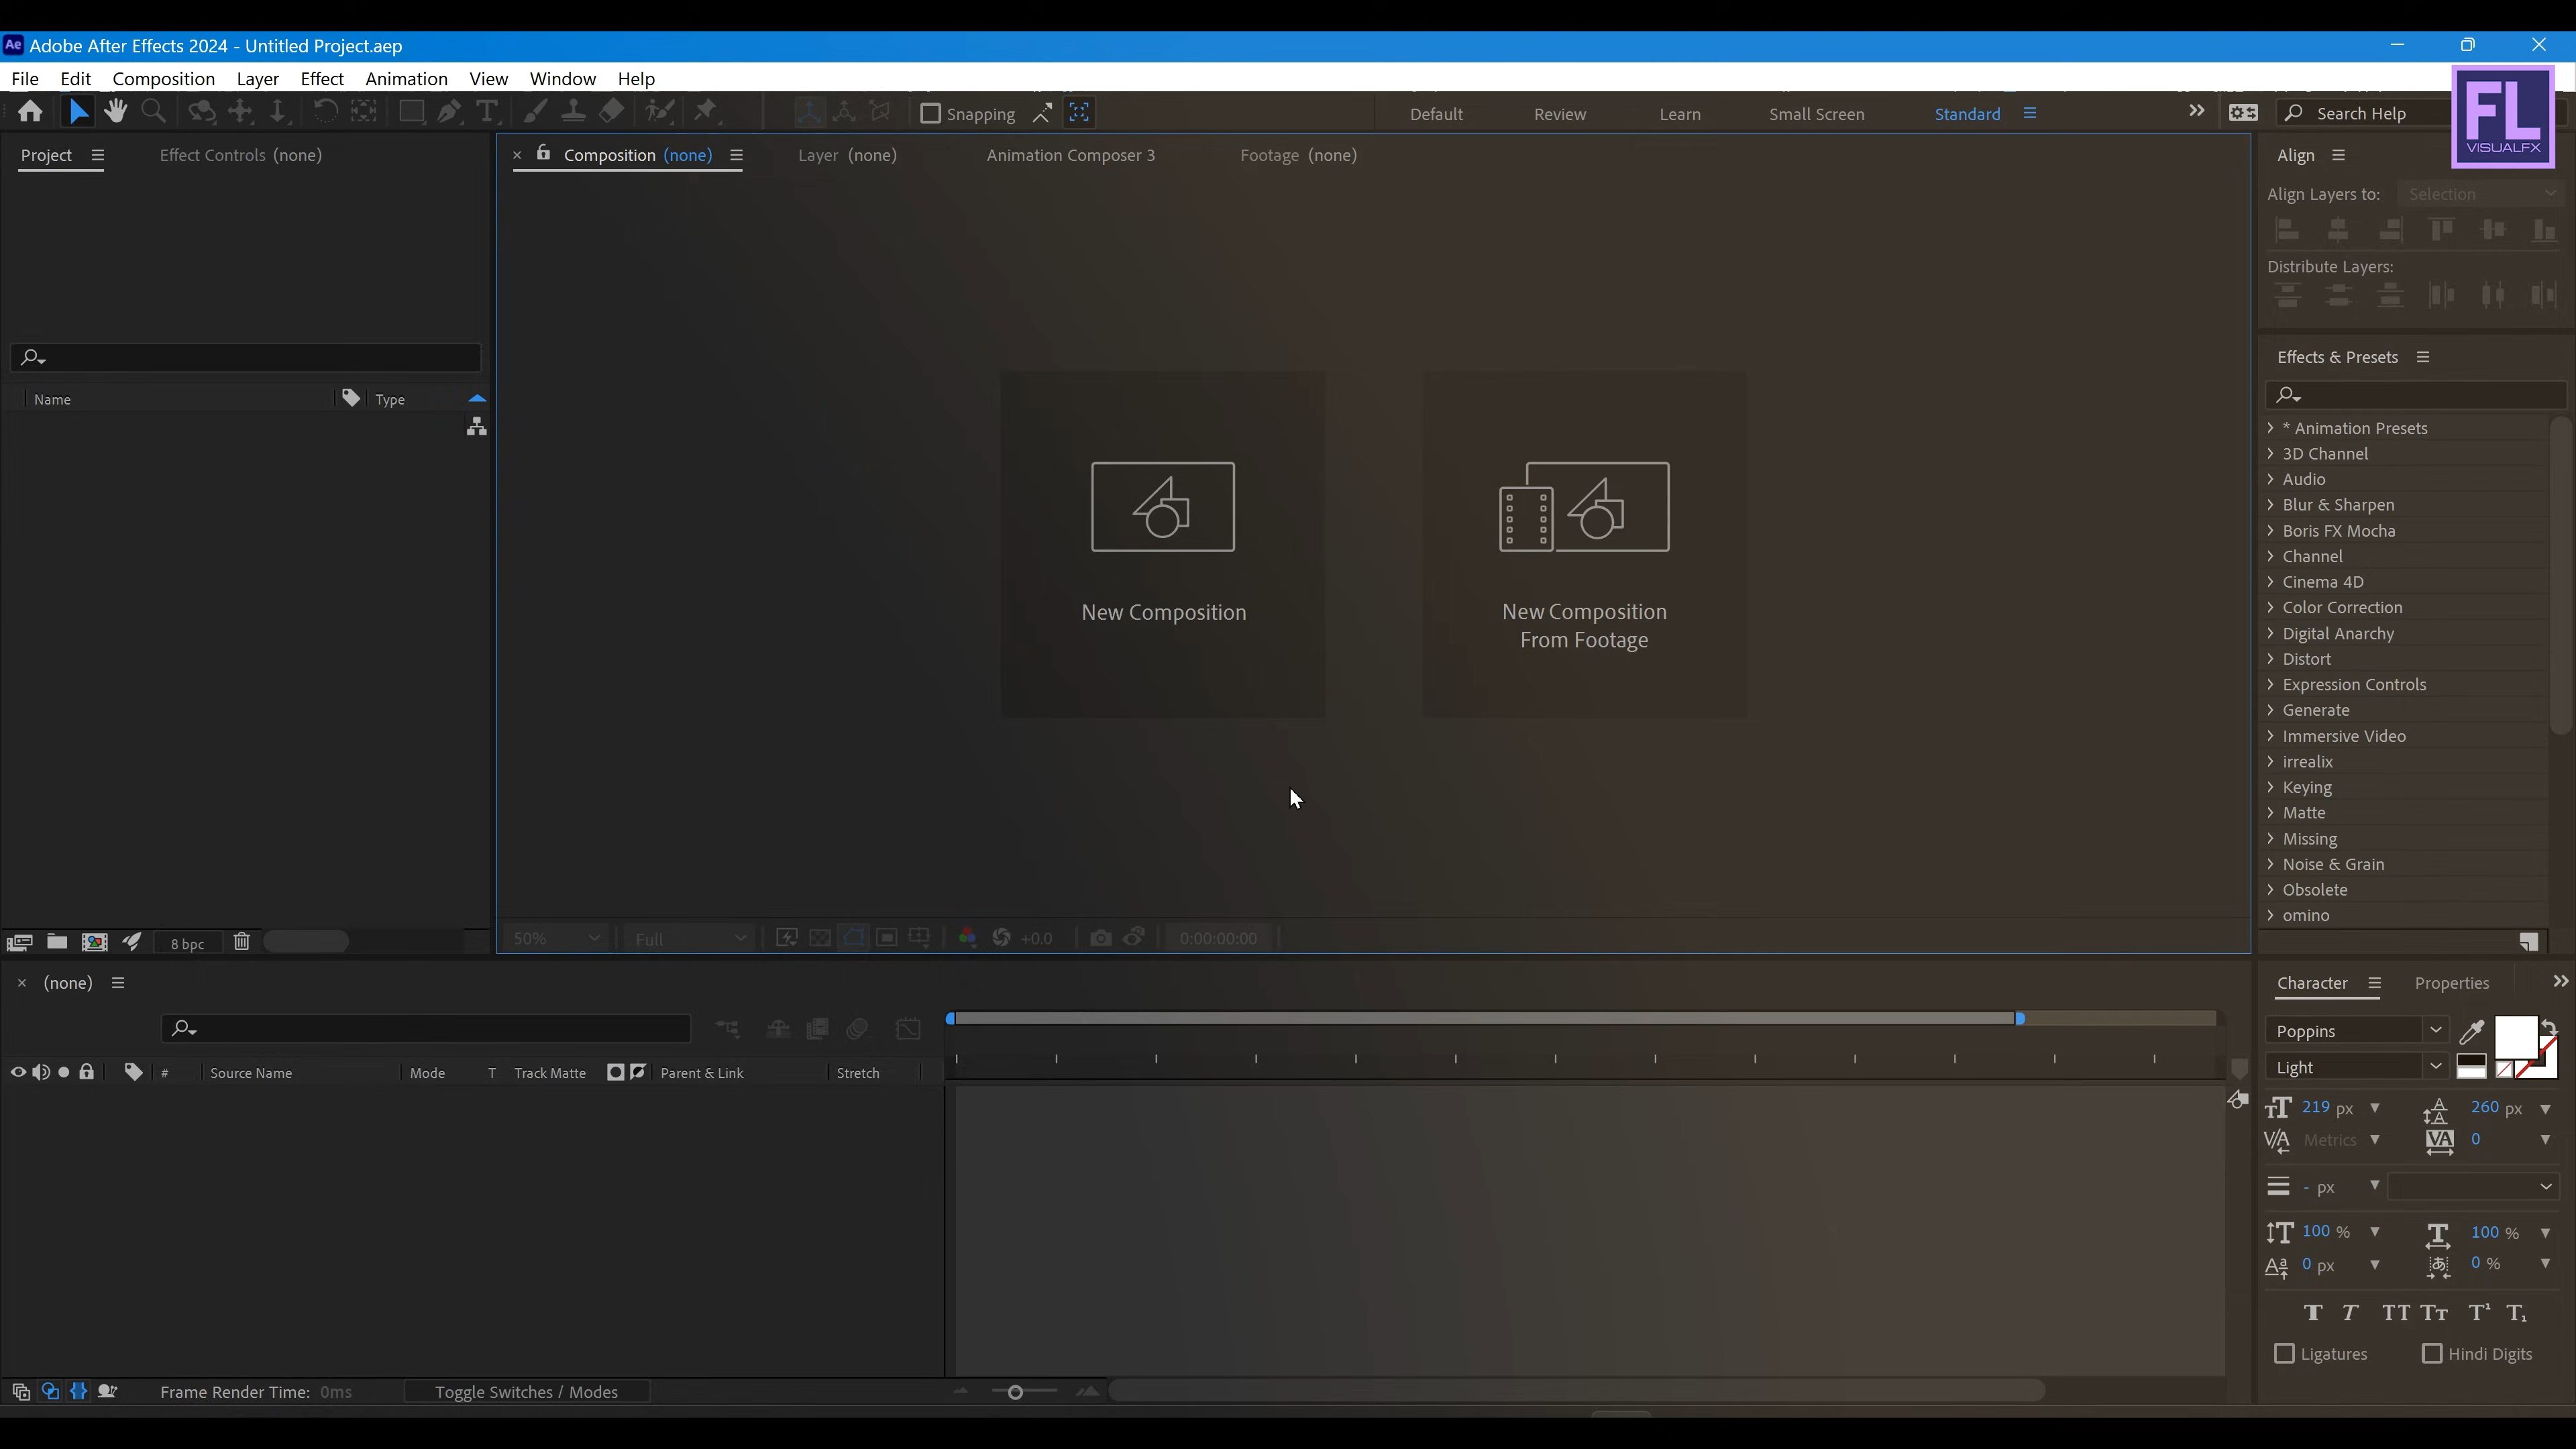 Ae Adobe After Effects 2024 - Untitled Project.aep
File Edit Composition Layer Effect Animation View Window Help
Snapping Default Review Learn Small Screen Standard Search Help
FL
VISUALFX
Project Effect Controls (none)
Composition (none) Layer (none) Animation Composer 3 Footage (none)
Align
Align Layers to: Selection
Distribute Layers:
Name Type
Effects & Presets
* Animation Presets
3D Channel
Audio
Blur & Sharpen
Boris FX Mocha
Channel
Cinema 4D
Color Correction
Digital Anarchy
Distort
Expression Controls
Generate
Immersive Video
irrealix
Keying
Matte
Missing
Noise & Grain
Obsolete
omino
New Composition
New Composition
From Footage
8 bpc
50% Full +0.0 0:00:00:00
(none)
# Source Name Mode T Track Matte Parent & Link Stretch
Character Properties
Poppins
Light
219 px 260 px
Metrics 0
- px
100 % 100 %
0 px 0 %
T T TT Tt T¹ T₁
Ligatures Hindi Digits
Frame Render Time: 0ms Toggle Switches / Modes